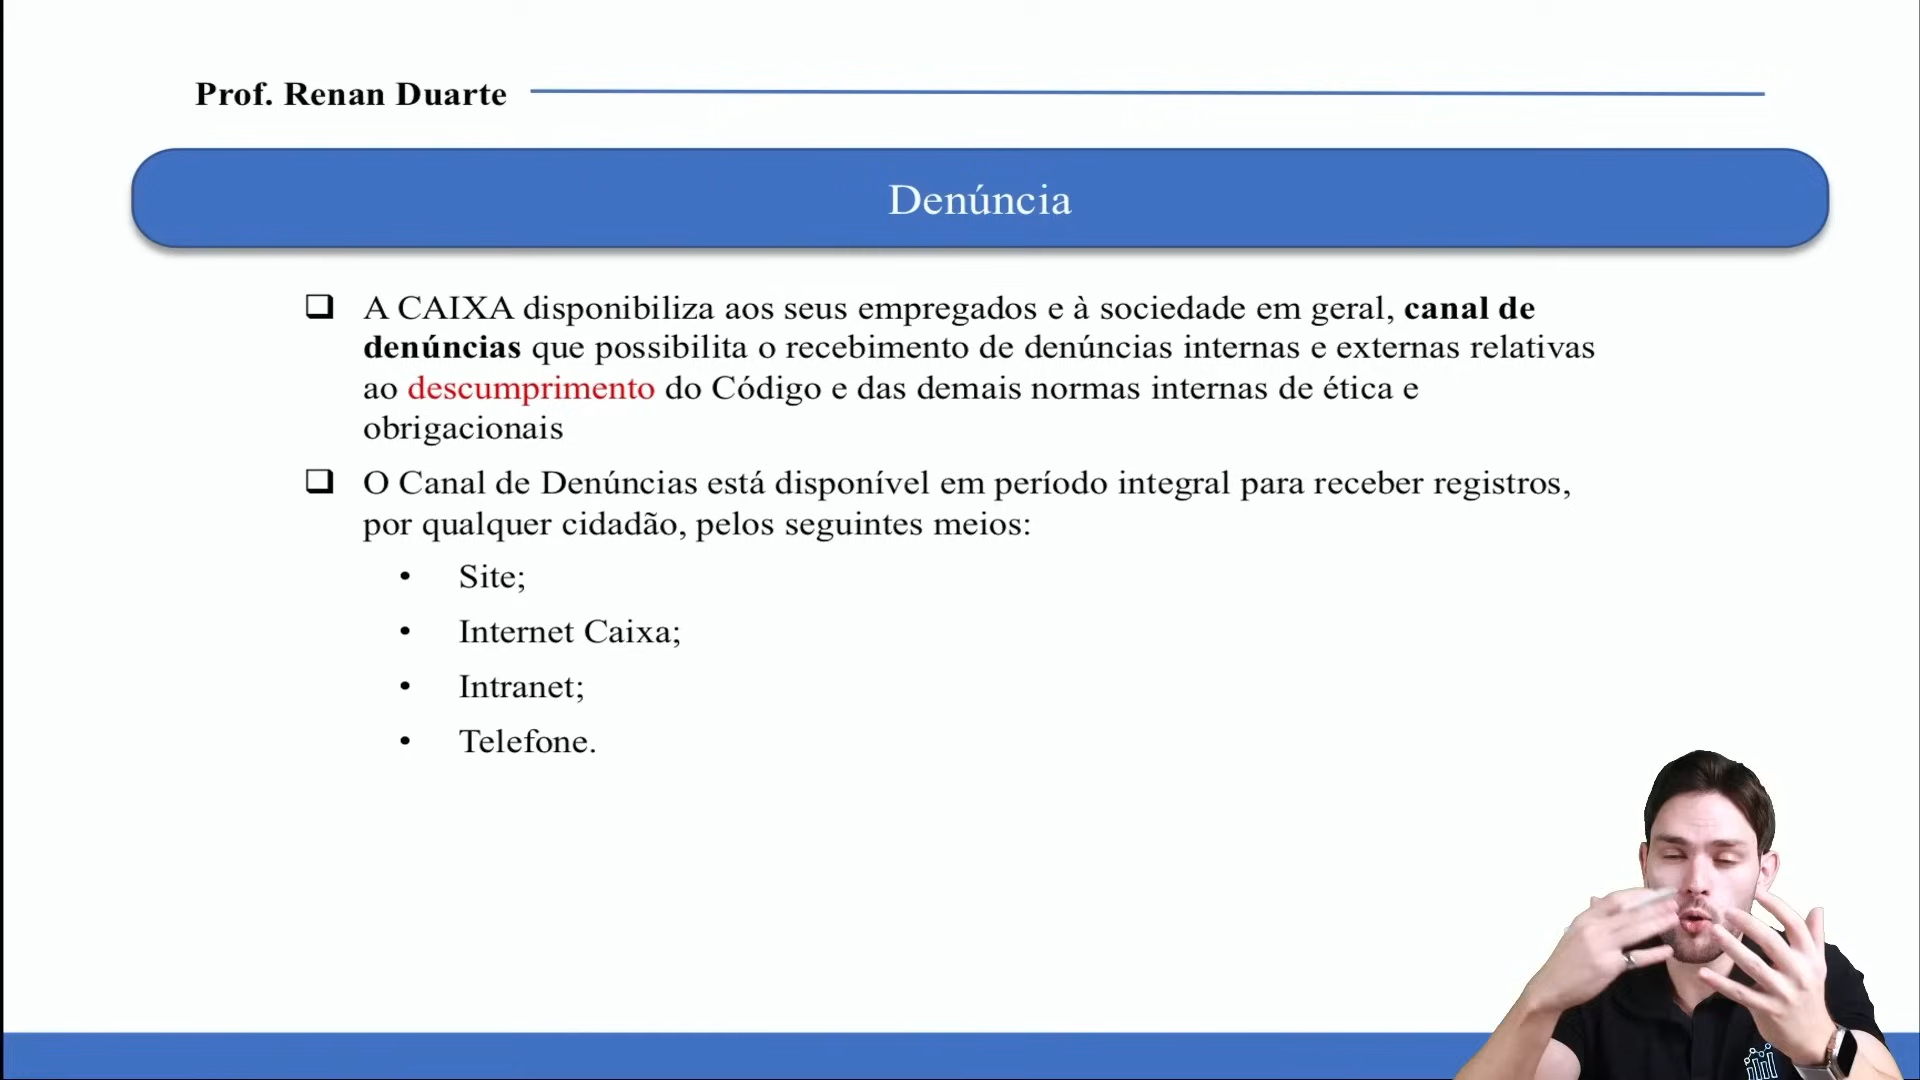 Prof. Renan Duarte
Denúncia
❑ A CAIXA disponibiliza aos seus empregados e à sociedade em geral, canal de
denúncias que possibilita o recebimento de denúncias internas e externas relativas
ao descumprimento do Código e das demais normas internas de ética e
obrigacionais
❑ O Canal de Denúncias está disponível em período integral para receber registros,
por qualquer cidadão, pelos seguintes meios:
• Site;
• Internet Caixa;
• Intranet;
• Telefone.